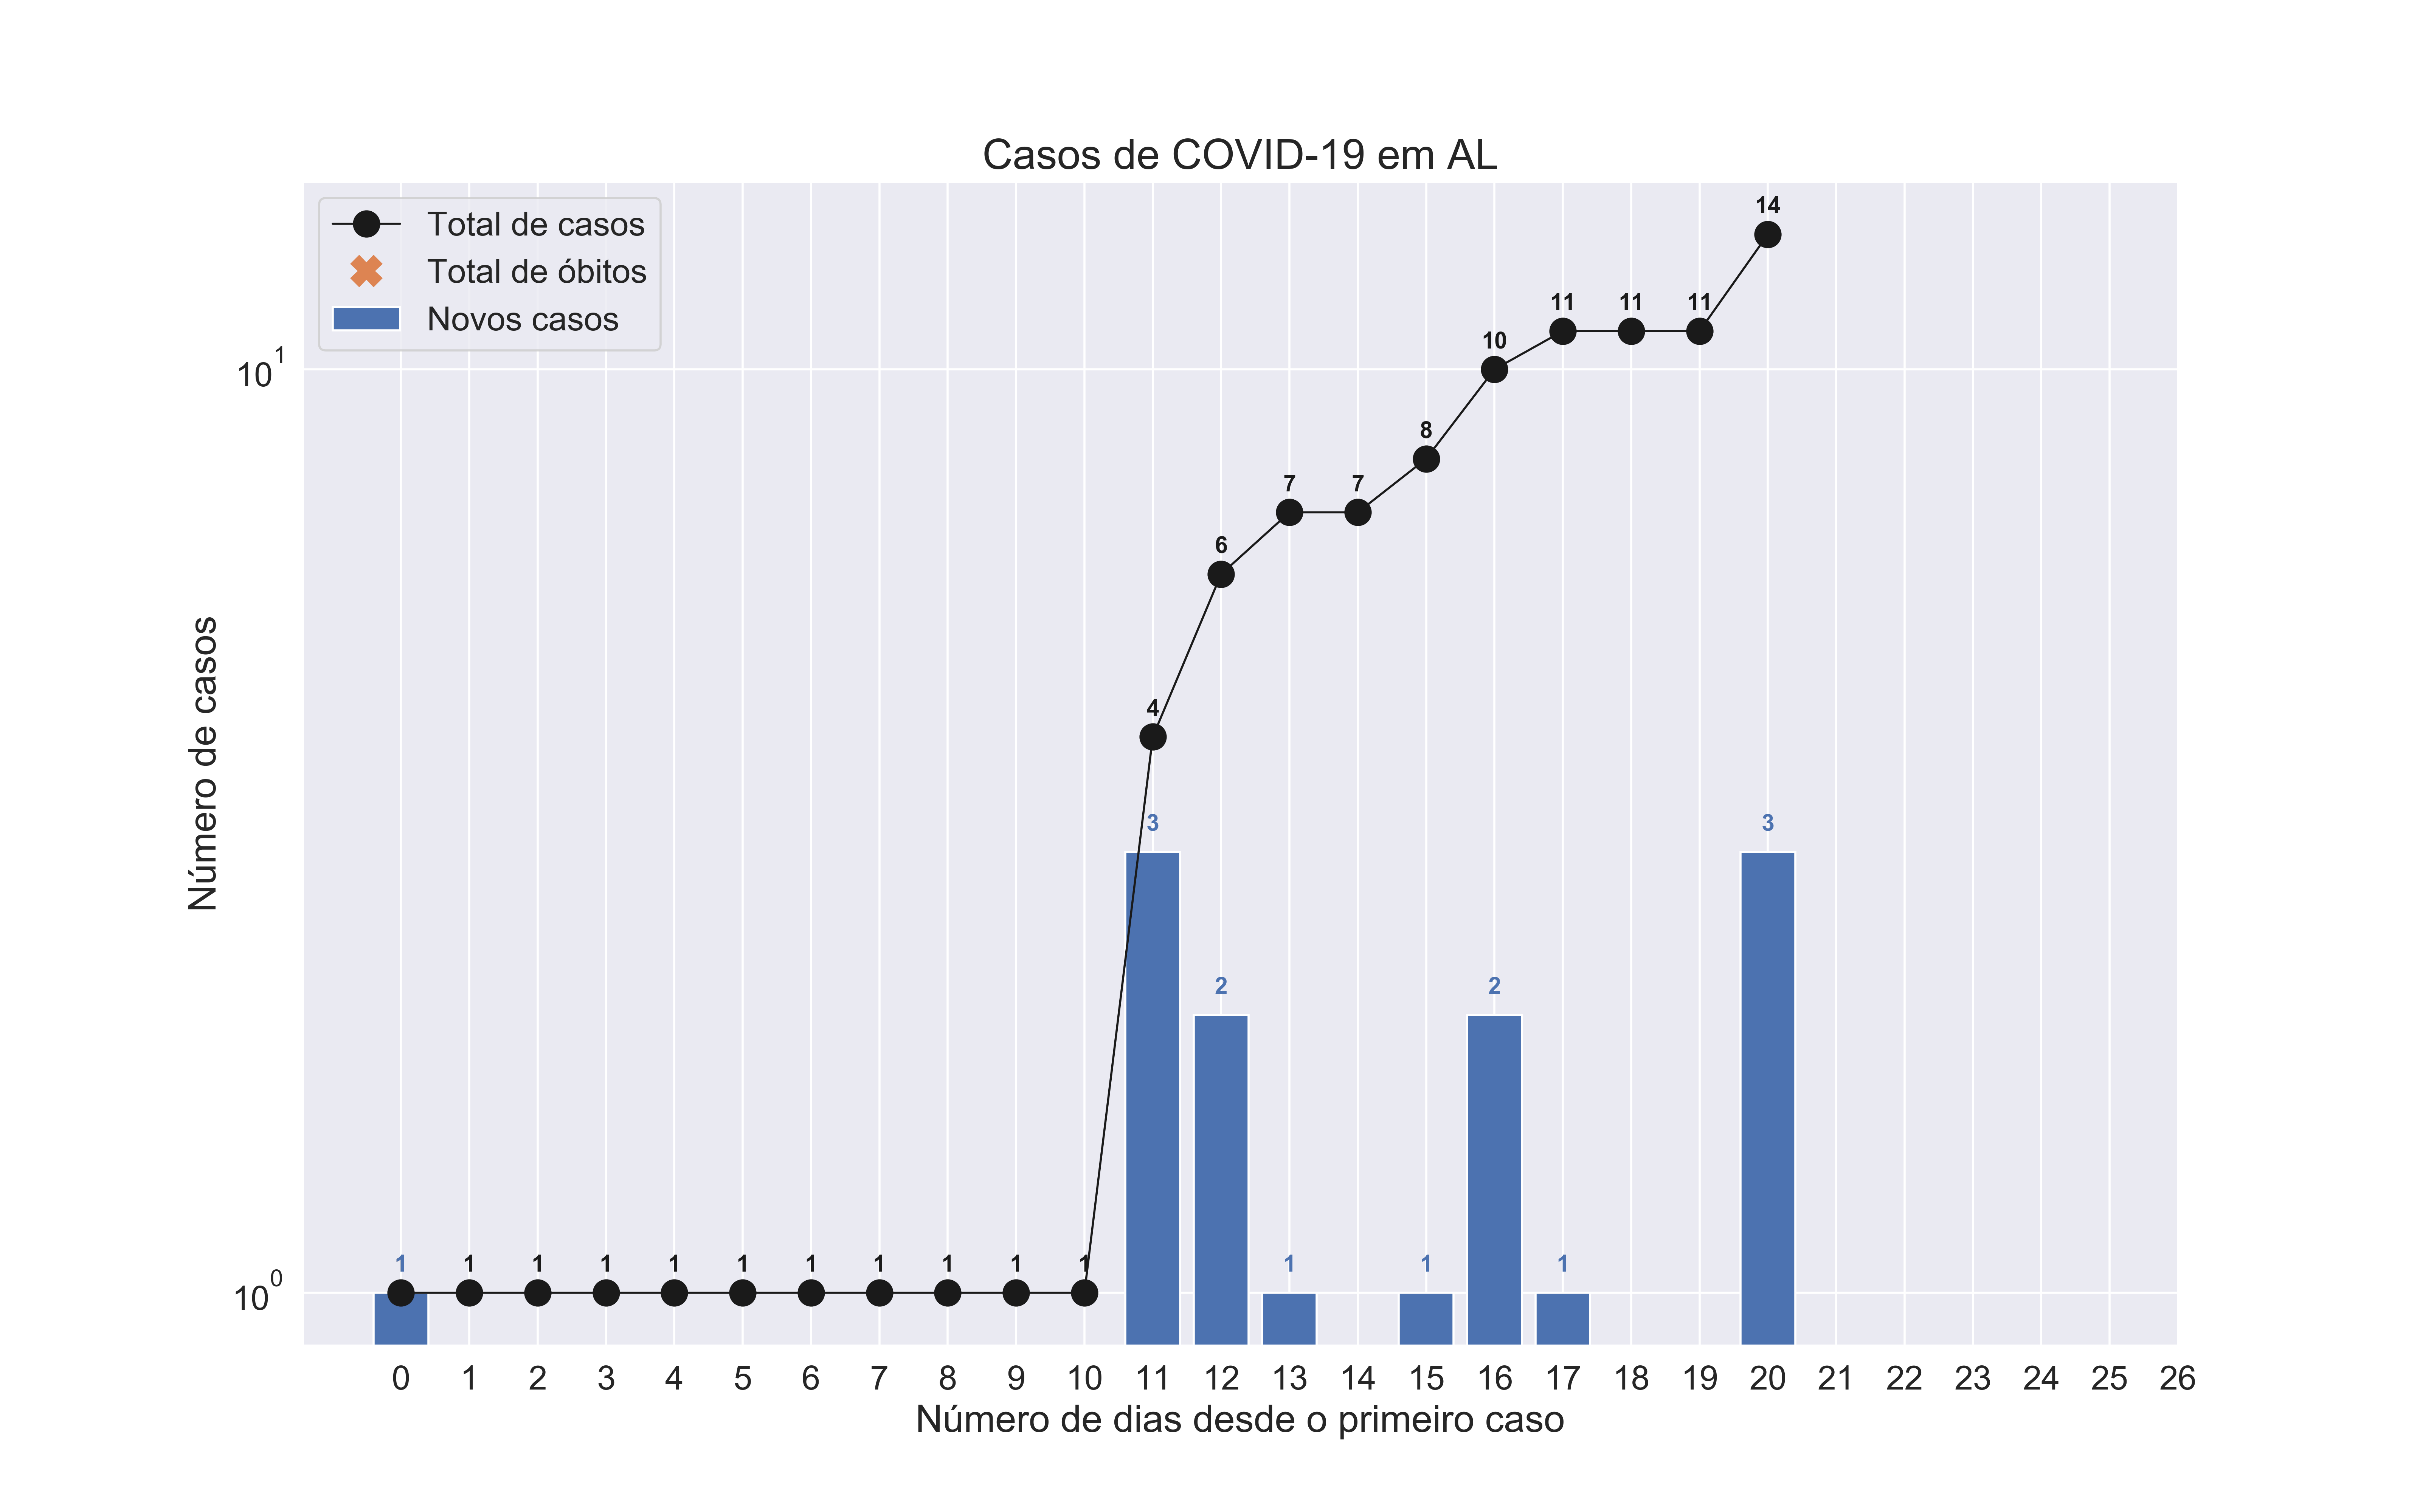 Casos de COVID-19 em AL
Total de casos
Total de óbitos
Novos casos
Número de casos
10^1
10^0
14
11 11 11
10
8
7 7
6
4
3 3
2 2
1 1 1 1 1 1 1 1 1 1 1 1 1 1
0 1 2 3 4 5 6 7 8 9 10 11 12 13 14 15 16 17 18 19 20 21 22 23 24 25 26
Número de dias desde o primeiro caso